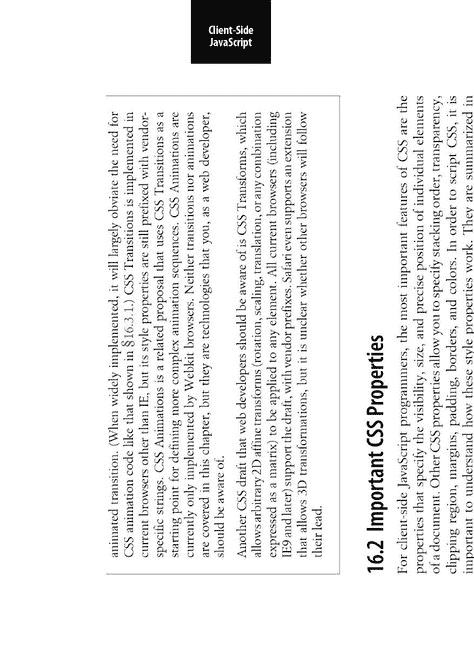 Client-Side
JavaScript
animated transition. (When widely implemented, it will largely obviate the need for
CSS animation code like that shown in §16.3.1.) CSS Transitions is implemented in
current browsers other than IE, but its style properties are still prefixed with vendor-
specific strings. CSS Animations is a related proposal that uses CSS Transitions as a
starting point for defining more complex animation sequences. CSS Animations are
currently only implemented by Webkit browsers. Neither transitions nor animations
are covered in this chapter, but they are technologies that you, as a web developer,
should be aware of.
Another CSS draft that web developers should be aware of is CSS Transforms, which
allows arbitrary 2D affine transforms (rotation, scaling, translation, or any combination
expressed as a matrix) to be applied to any element. All current browsers (including
IE9 and later) support the draft, with vendor prefixes. Safari even supports an extension
that allows 3D transformations, but it is unclear whether other browsers will follow
their lead.
16.2 Important CSS Properties
For client-side JavaScript programmers, the most important features of CSS are the
properties that specify the visibility, size, and precise position of individual elements
of a document. Other CSS properties allow you to specify stacking order, transparency,
clipping region, margins, padding, borders, and colors. In order to script CSS, it is
important to understand how these style properties work. They are summarized in